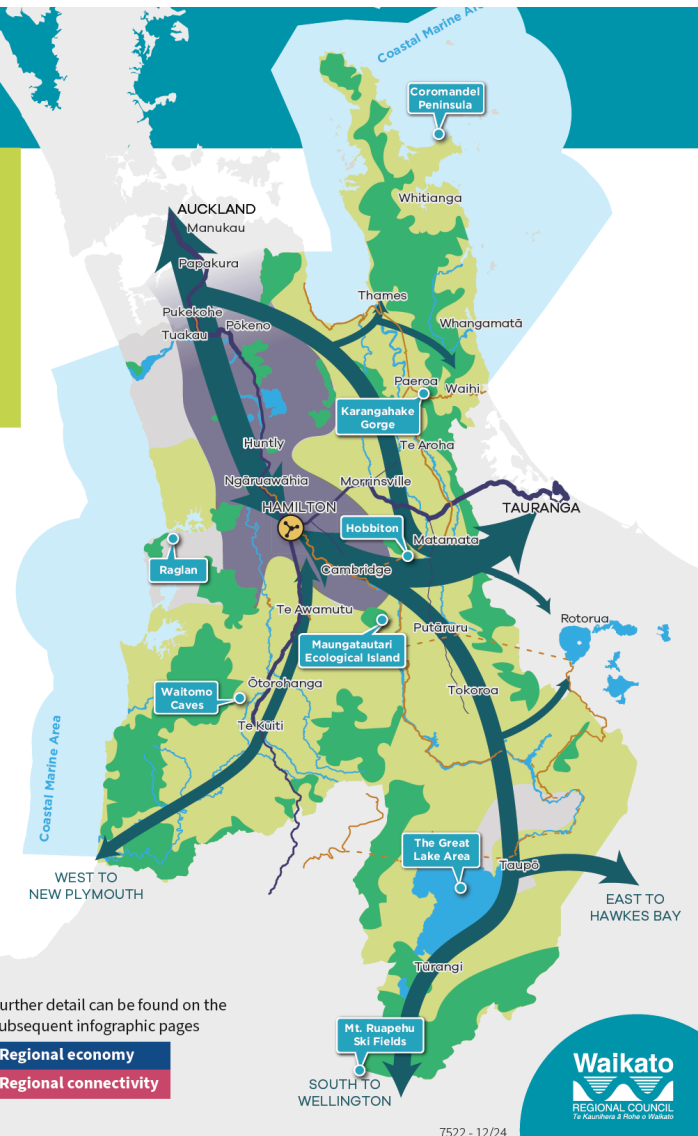 Coastal Marine Are
Coromandel
Peninsula
Whitianga
AUCKLAND
Manukau
Papakura
Thames
Pukekohe
Pōkeno
Tuakau
Whangamatā
Paeroa
Waihi
Karangahake
Gorge
Huntly
Te Aroha
Ngāruawāhia
Morrinsville
HAMILTON
TAURANGA
Hobbiton
Matamata
Raglan
Cambridge
Te Awamutu
Rotorua
Putāruru
Maungatautari
Ecological Island
Ōtorohanga
Tokoroa
Waitomo
Caves
Te Kuiti
Coastal Marine Area
The Great
Lake Area
Taupō
WEST TO
NEW PLYMOUTH
EAST TO
HAWKES BAY
Tūrangi
urther detail can be found on the
ubsequent infographic pages
Regional economy
Regional connectivity
Mt. Ruapehu
Ski Fields
SOUTH TO
WELLINGTON
Waikato
REGIONAL COUNCIL
Te Kaunihera ā Rohe o Waikato
7522 - 12/24